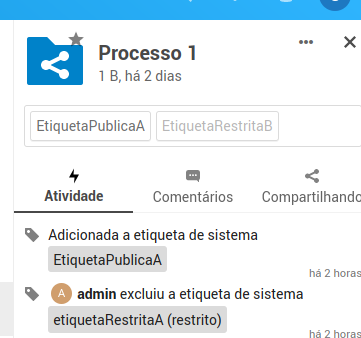 Processo 1
1 B, há 2 dias
EtiquetaPublicaA EtiquetaRestritaB
Atividade Comentários Compartilhando
Adicionada a etiqueta de sistema
EtiquetaPublicaA
há 2 horas
A admin excluiu a etiqueta de sistema
etiquetaRestritaA (restrito)
há 2 horas